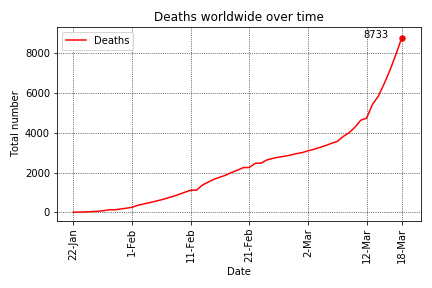 Deaths worldwide over time
8733
Deaths
Total number
8000
6000
4000
2000
0
22-Jan
1-Feb
11-Feb
21-Feb
2-Mar
12-Mar
18-Mar
Date